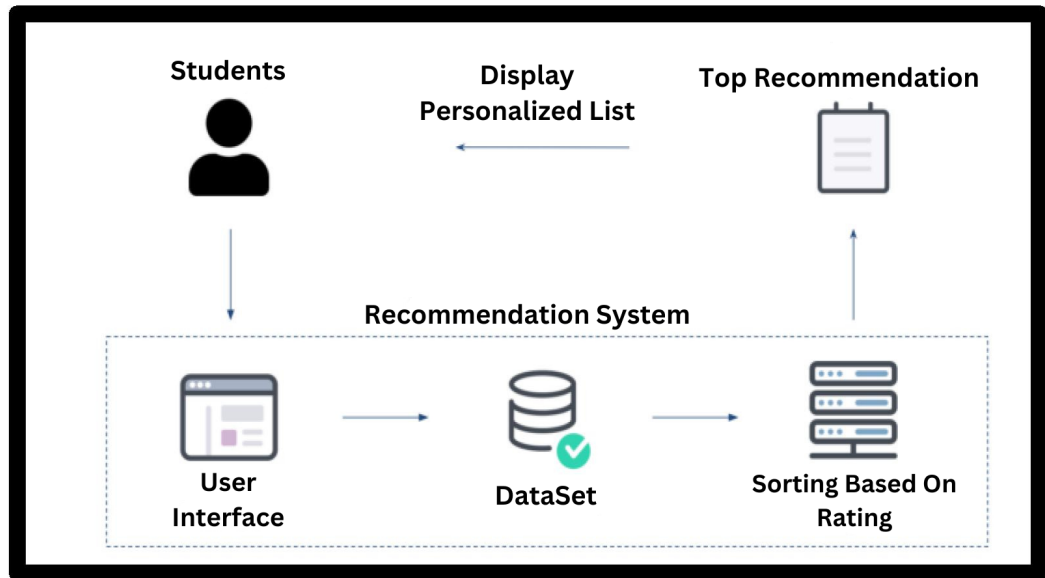 Students
Display
Personalized List
Top Recommendation
Recommendation System
User
Interface
DataSet
Sorting Based On
Rating